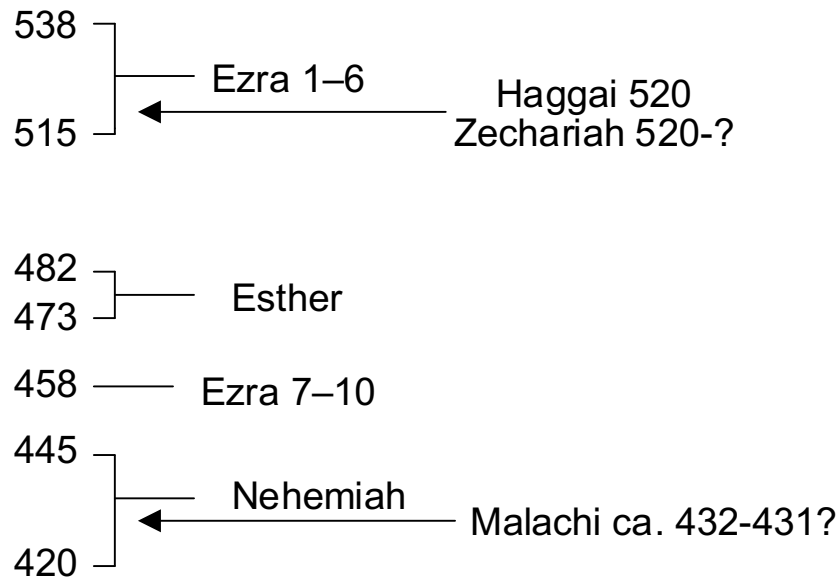 538
Ezra 1–6
Haggai 520
515
Zechariah 520-?
482
Esther
473
458
Ezra 7–10
445
Nehemiah
Malachi ca. 432-431?
420